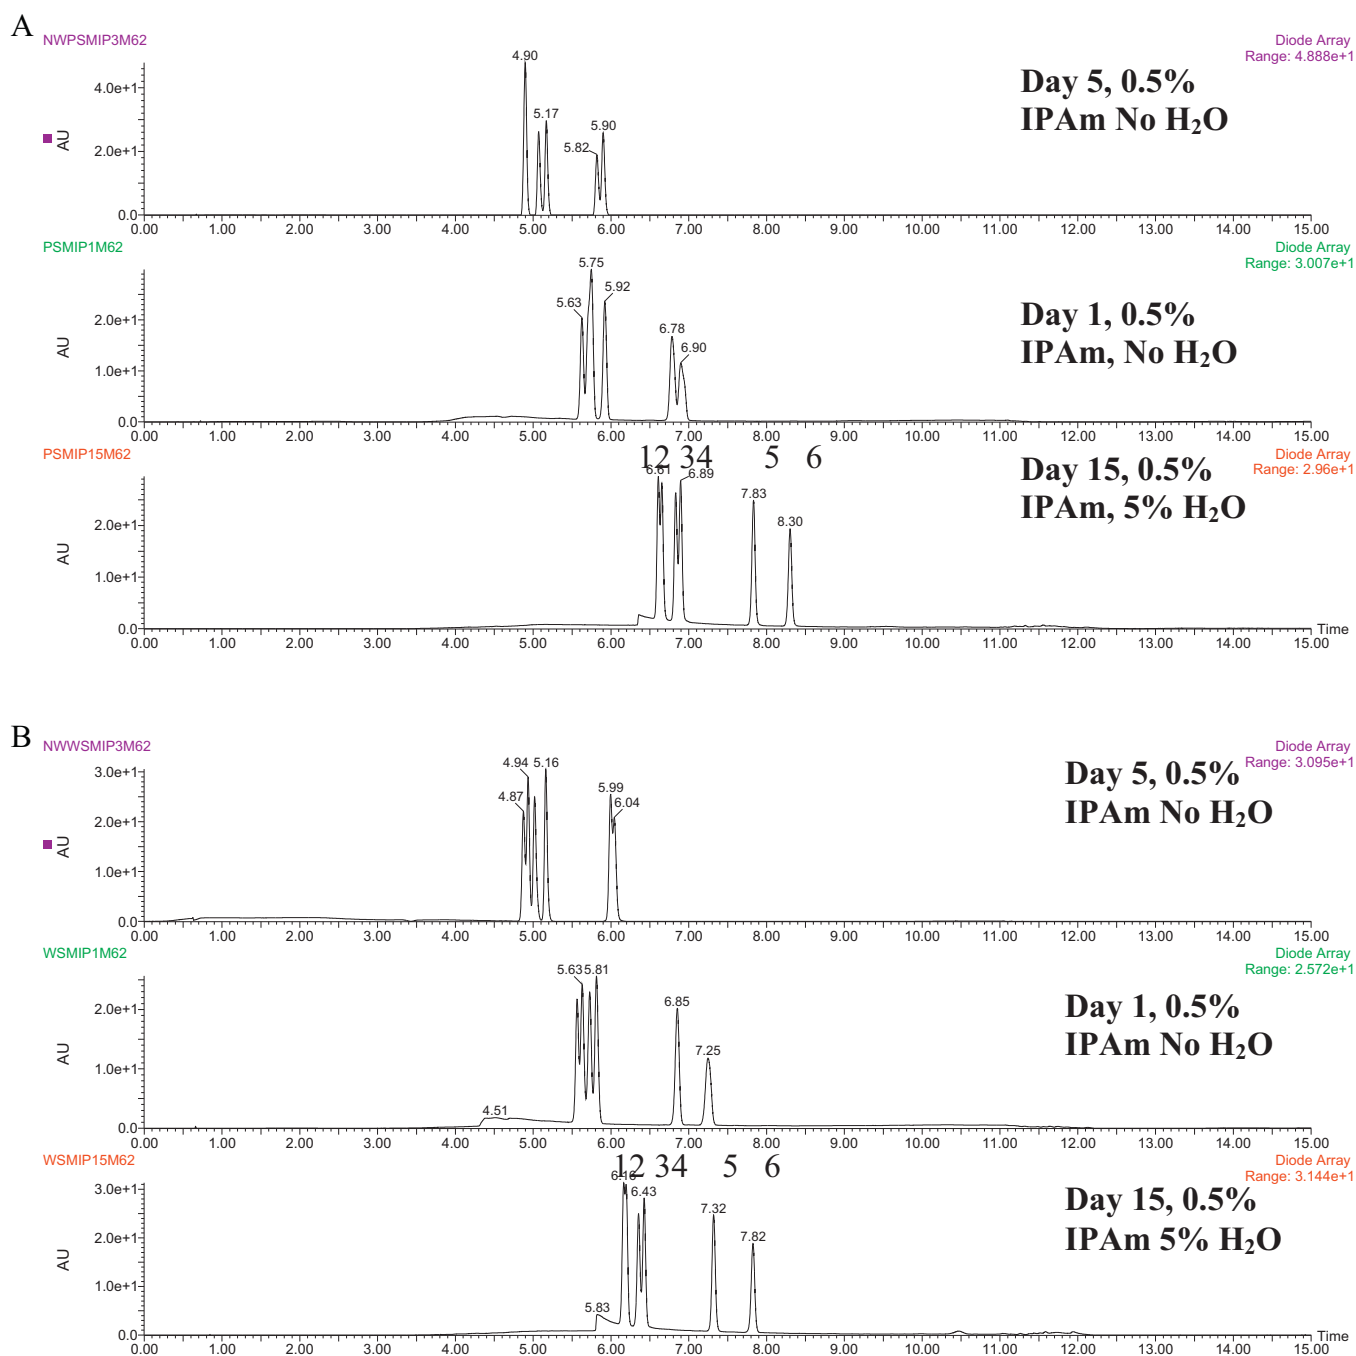 A
NWPSMIP3M62
Diode Array
Range: 4.888e+1
Day 5, 0.5%
IPAm No H₂O
4.90
5.17
5.82
5.90
4.0e+1
2.0e+1
0.0
AU
0.00 1.00 2.00 3.00 4.00 5.00 6.00 7.00 8.00 9.00 10.00 11.00 12.00 13.00 14.00 15.00
PSMIP1M62
Diode Array
Range: 3.007e+1
Day 1, 0.5%
IPAm, No H₂O
5.63
5.75
5.92
6.78
6.90
2.0e+1
1.0e+1
0.0
AU
0.00 1.00 2.00 3.00 4.00 5.00 6.00 7.00 8.00 9.00 10.00 11.00 12.00 13.00 14.00 15.00
PSMIP15M62
12 34 5 6
Diode Array
Range: 2.96e+1
Day 15, 0.5%
IPAm, 5% H₂O
6.61
6.89
7.83
8.30
2.0e+1
1.0e+1
0.0
AU
Time
0.00 1.00 2.00 3.00 4.00 5.00 6.00 7.00 8.00 9.00 10.00 11.00 12.00 13.00 14.00 15.00
B
NWWSMIP3M62
Diode Array
Range: 3.095e+1
Day 5, 0.5%
IPAm No H₂O
4.87
4.94
5.16
5.99
6.04
3.0e+1
2.0e+1
1.0e+1
0.0
AU
0.00 1.00 2.00 3.00 4.00 5.00 6.00 7.00 8.00 9.00 10.00 11.00 12.00 13.00 14.00 15.00
WSMIP1M62
Diode Array
Range: 2.572e+1
Day 1, 0.5%
IPAm No H₂O
4.51
5.63
5.81
6.85
7.25
2.0e+1
1.0e+1
0.0
AU
0.00 1.00 2.00 3.00 4.00 5.00 6.00 7.00 8.00 9.00 10.00 11.00 12.00 13.00 14.00 15.00
WSMIP15M62
12 34 5 6
Diode Array
Range: 3.144e+1
Day 15, 0.5%
IPAm 5% H₂O
5.83
6.43
7.32
7.82
3.0e+1
2.0e+1
1.0e+1
0.0
AU
Time
0.00 1.00 2.00 3.00 4.00 5.00 6.00 7.00 8.00 9.00 10.00 11.00 12.00 13.00 14.00 15.00